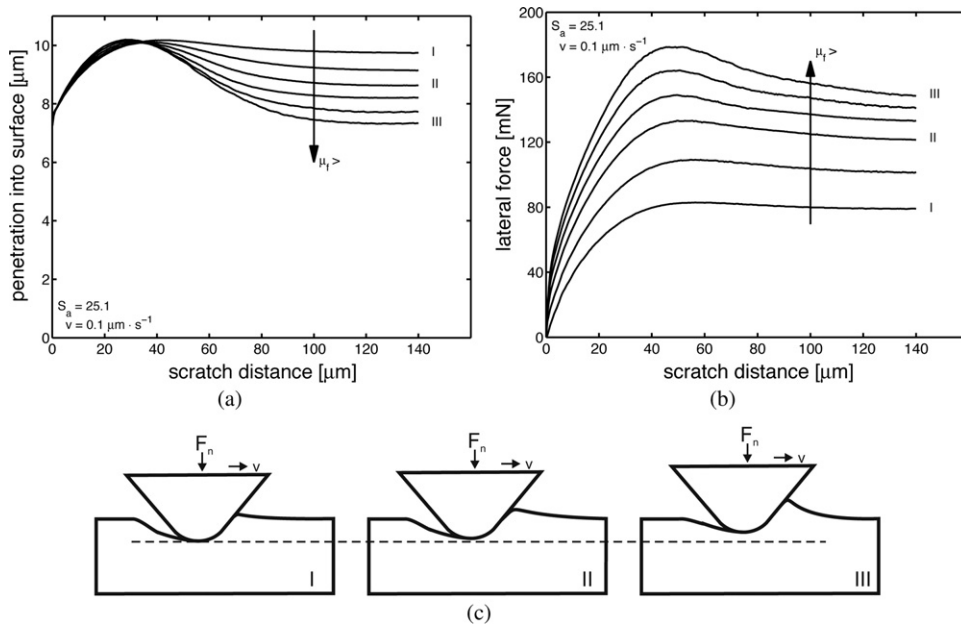 penetration into surface [μm]
10
8
6
4
2
0
I
II
III
μf >
Sa = 25.1
v = 0.1 μm · s⁻¹
0 20 40 60 80 100 120 140
scratch distance [μm]
(a)
lateral force [mN]
200
160
120
80
40
0
Sa = 25.1
v = 0.1 μm · s⁻¹
μf >
III
II
I
0 20 40 60 80 100 120 140
scratch distance [μm]
(b)
Fn
v
I
Fn
v
II
Fn
v
III
(c)